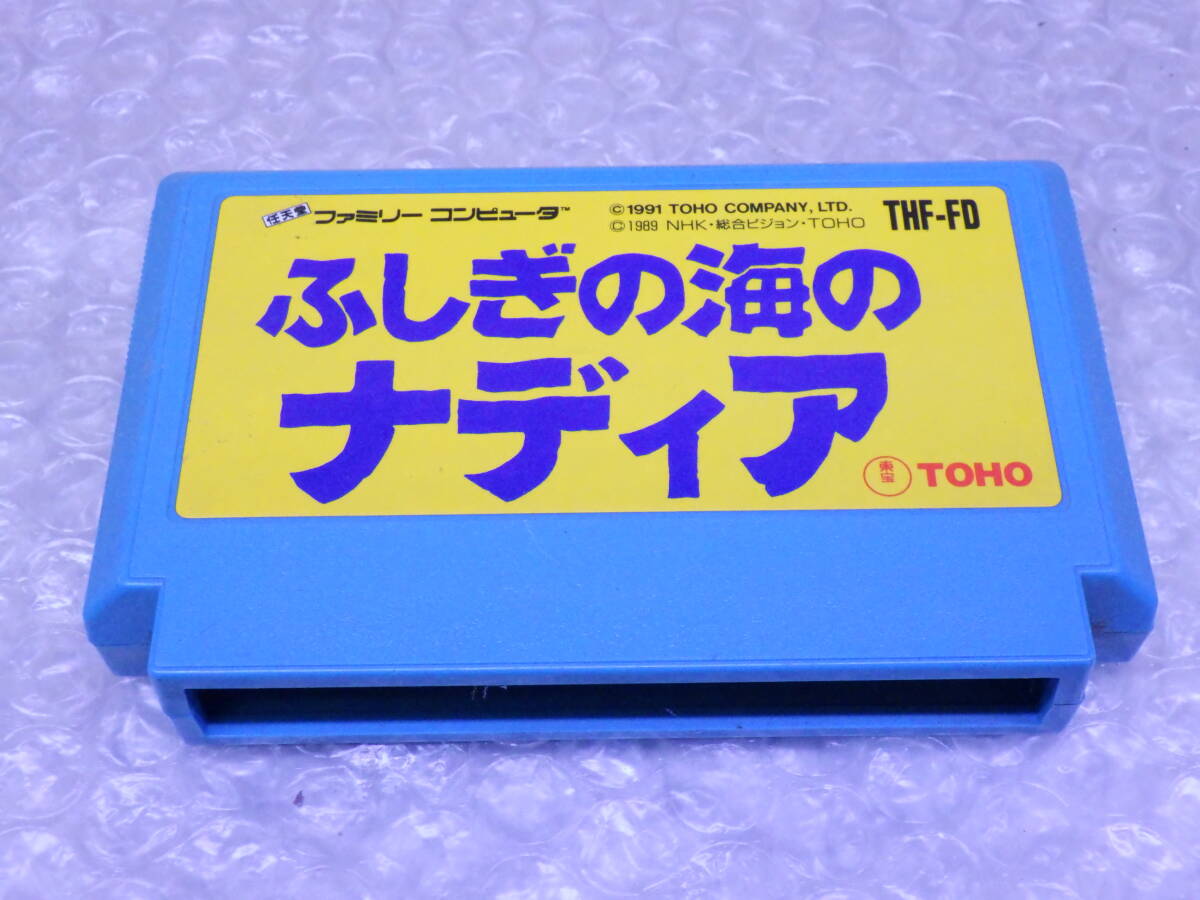 任天堂 ファミリー コンピュータ™
©1991 TOHO COMPANY, LTD.
©1989 NHK・総合ビジョン・TOHO
THF-FD
ふしぎの海の
ナディア
東宝 TOHO